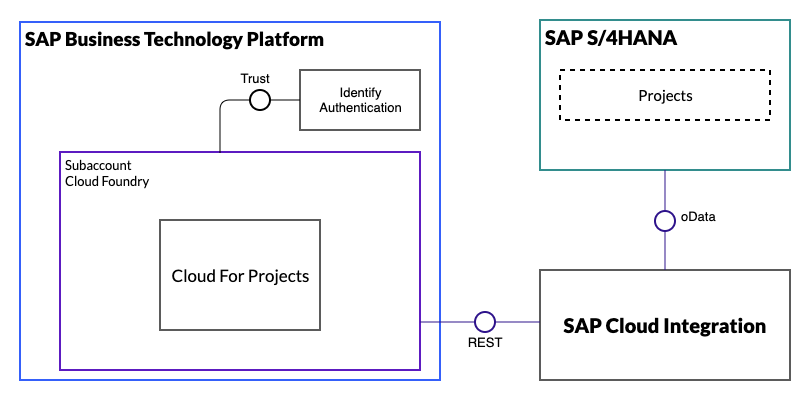 SAP Business Technology Platform
Trust
Identify
Authentication
Subaccount
Cloud Foundry
Cloud For Projects
REST
SAP S/4HANA
Projects
oData
SAP Cloud Integration